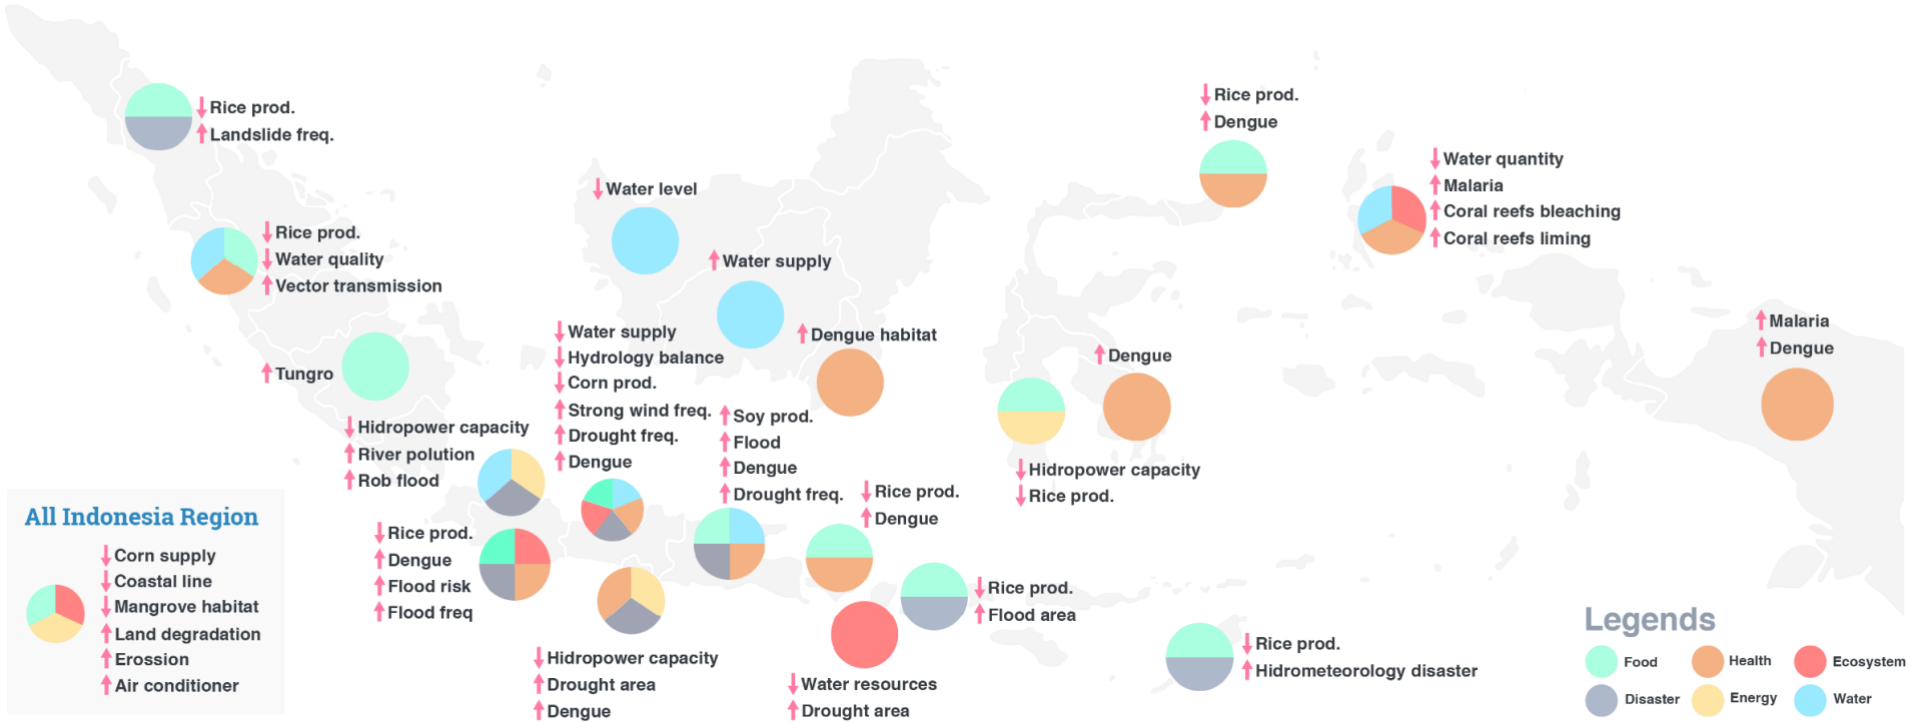 Rice prod.
Landslide freq.
Rice prod.
Water quality
Vector transmission
Tungro
Water level
Water supply
Dengue habitat
Rice prod.
Dengue
Water quantity
Malaria
Coral reefs bleaching
Coral reefs liming
Malaria
Dengue
Dengue
Hidropower capacity
Rice prod.
Water supply
Hydrology balance
Corn prod.
Strong wind freq.
Drought freq.
Dengue
Soy prod.
Flood
Dengue
Drought freq.
Hidropower capacity
River polution
Rob flood
Rice prod.
Dengue
Rice prod.
Dengue
Flood risk
Flood freq
Rice prod.
Flood area
Hidropower capacity
Drought area
Dengue
Water resources
Drought area
Rice prod.
Hidrometeorology disaster
All Indonesia Region
Corn supply
Coastal line
Mangrove habitat
Land degradation
Erossion
Air conditioner
Legends
Food
Health
Ecosystem
Disaster
Energy
Water